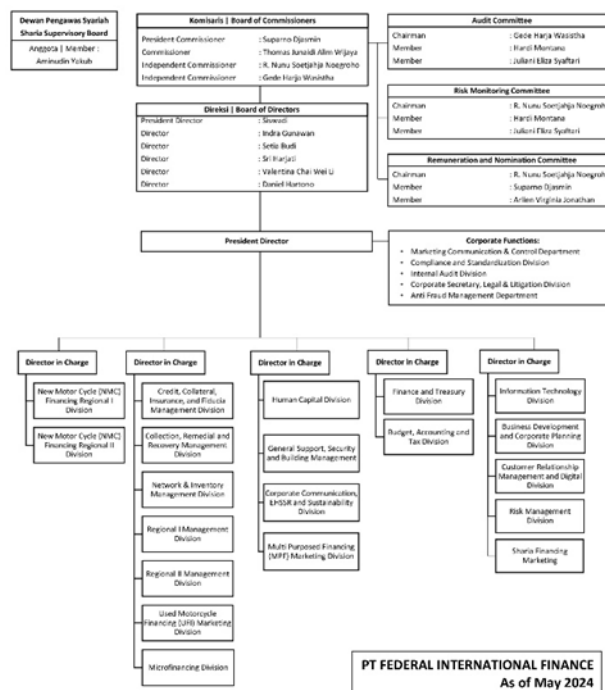 Dewan Pengawas Syariah
Sharia Supervisory Board
Anggota | Member :
Aminudin Yakub
Komisaris | Board of Commissioners
President Commissioner : Suparno Djasmin
Commissioner : Thomas Junaidi Alim Wijaya
Independent Commissioner : R. Nunu Soetjahja Noegroho
Independent Commissioner : Gede Harja Wasistha
Audit Committee
Chairman : Gede Harja Wasistha
Member : Hardi Montana
Member : Juliani Eliza Syaftari
Direksi | Board of Directors
President Director : Siswadi
Director : Indra Gunawan
Director : Setia Budi
Director : Sri Harjati
Director : Valentina Chai Wei Li
Director : Daniel Hartono
Risk Monitoring Committee
Chairman : R. Nunu Soetjahja Noegroh
Member : Hardi Montana
Member : Juliani Eliza Syaftari
Remuneration and Nomination Committee
Chairman : R. Nunu Soetjahja Noegroh
Member : Suparno Djasmin
Member : Arlien Virginia Jonathan
President Director
Corporate Functions:
• Marketing Communication & Control Department
• Compliance and Standardization Division
• Internal Audit Division
• Corporate Secretary, Legal & Litigation Division
• Anti Fraud Management Department
Director in Charge
New Motor Cycle (NMC)
Financing Regional I
Division
New Motor Cycle (NMC)
Financing Regional II
Division
Director in Charge
Credit, Collateral,
Insurance, and Fiducia
Management Division
Collection, Remedial and
Recovery Management
Division
Network & Inventory
Management Division
Regional I Management
Division
Regional II Management
Division
Used Motorcycle
Financing (UFI) Marketing
Division
Microfinancing Division
Director in Charge
Human Capital Division
General Support, Security
and Building Management
Corporate Communication,
EHSSR and Sustainability
Division
Multi Purposed Financing
(MPF) Marketing Division
Director in Charge
Finance and Treasury
Division
Budget, Accounting and
Tax Division
Director in Charge
Information Technology
Division
Business Development
and Corporate Planning
Division
Customer Relationship
Management and Digital
Division
Risk Management
Division
Sharia Financing
Marketing
PT FEDERAL INTERNATIONAL FINANCE
As of May 2024